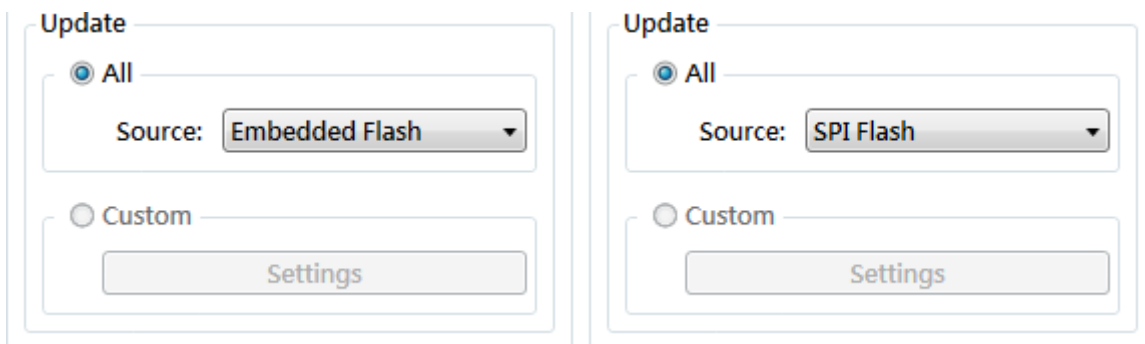 Update
All
Source: Embedded Flash
Custom
Settings
Update
All
Source: SPI Flash
Custom
Settings